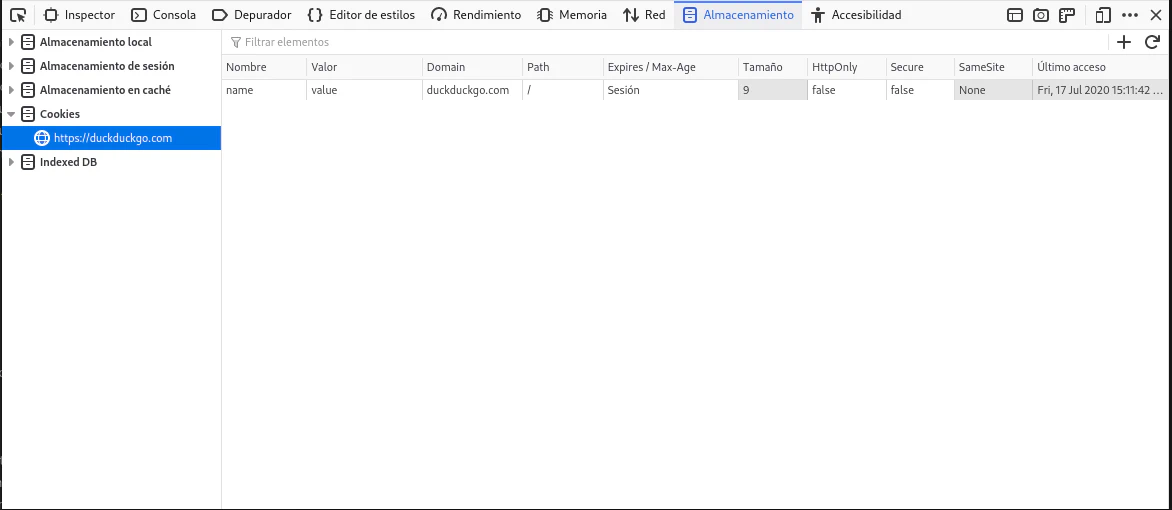 Inspector Consola Depurador Editor de estilos Rendimiento Memoria Red Almacenamiento Accesibilidad
Almacenamiento local
Almacenamiento de sesión
Almacenamiento en caché
Cookies
https://duckduckgo.com
Indexed DB
Filtrar elementos
Nombre Valor Domain Path Expires / Max-Age Tamaño HttpOnly Secure SameSite Último acceso
name value duckduckgo.com / Sesión 9 false false None Fri, 17 Jul 2020 15:11:42 ...